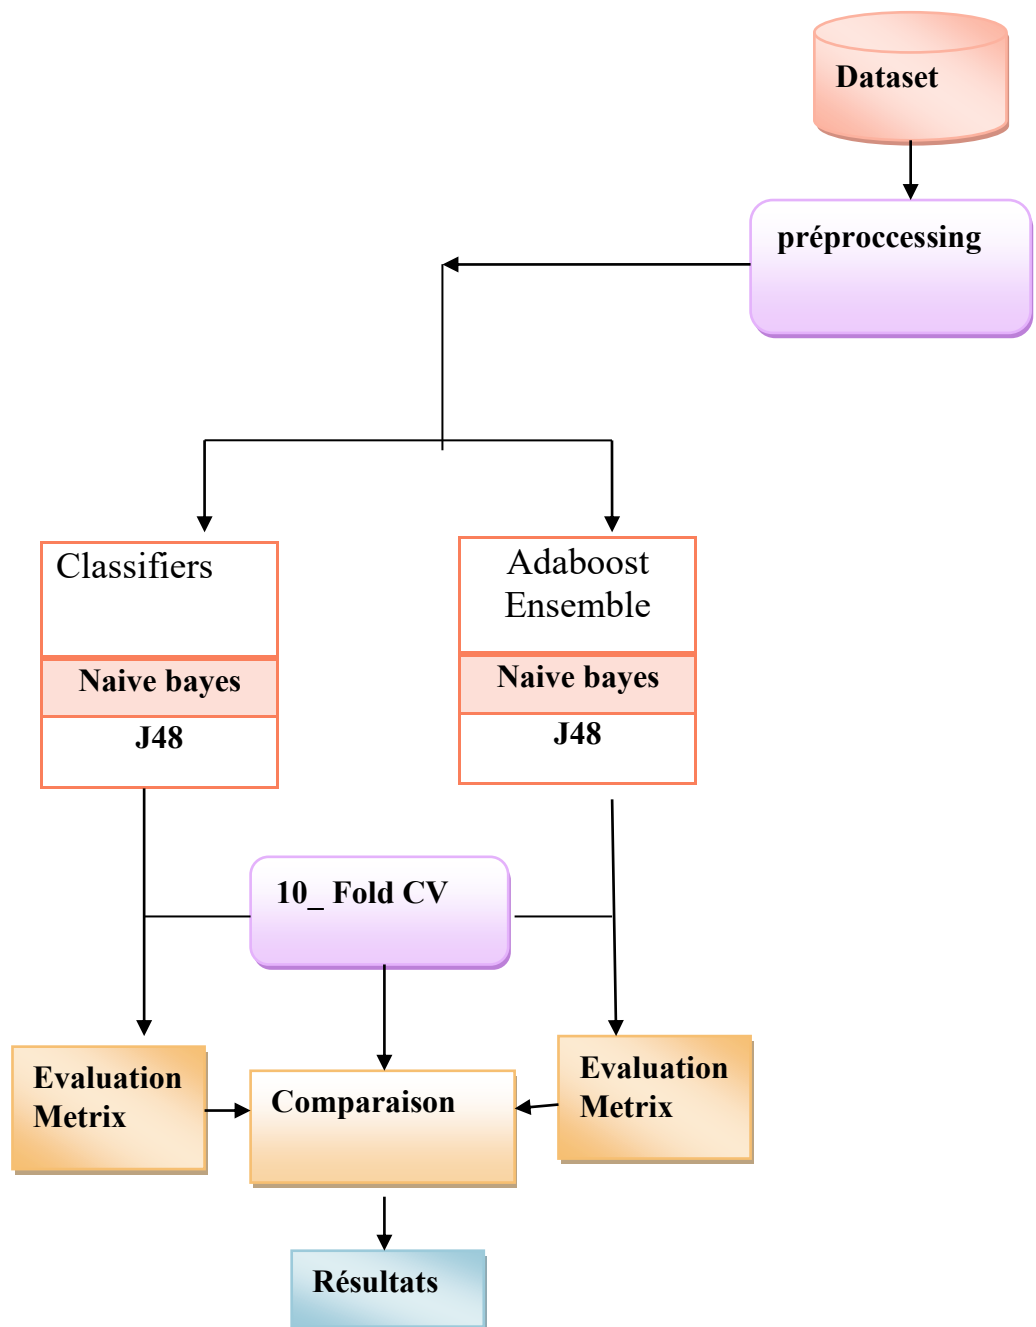 Dataset
préproccessing
Classifiers
Naive bayes
J48
Adaboost
Ensemble
Naive bayes
J48
10_ Fold CV
Evaluation
Metrix
Comparaison
Evaluation
Metrix
Résultats